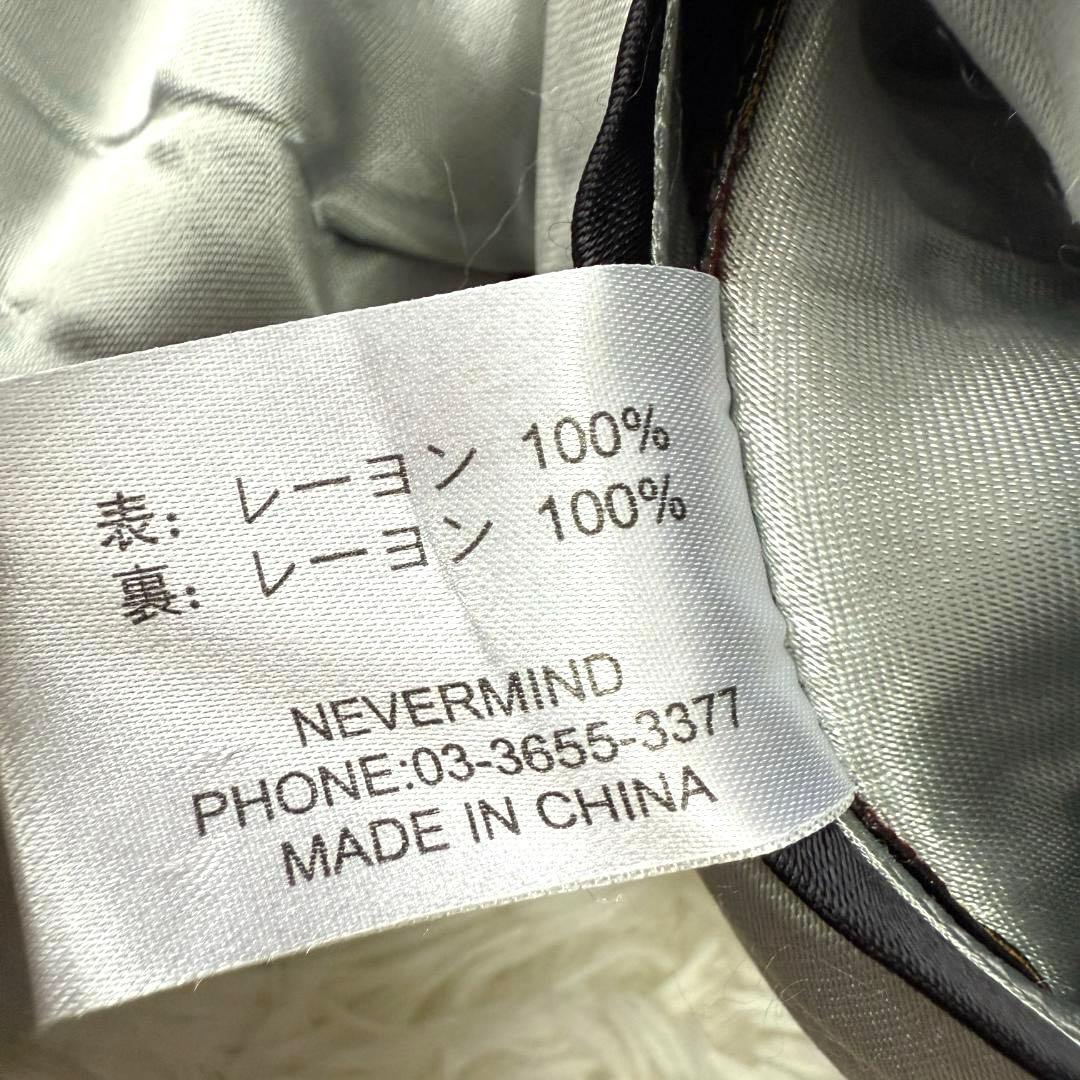 表: レーヨン 100%
裏: レーヨン 100%
NEVERMIND
PHONE:03-3655-3377
MADE IN CHINA